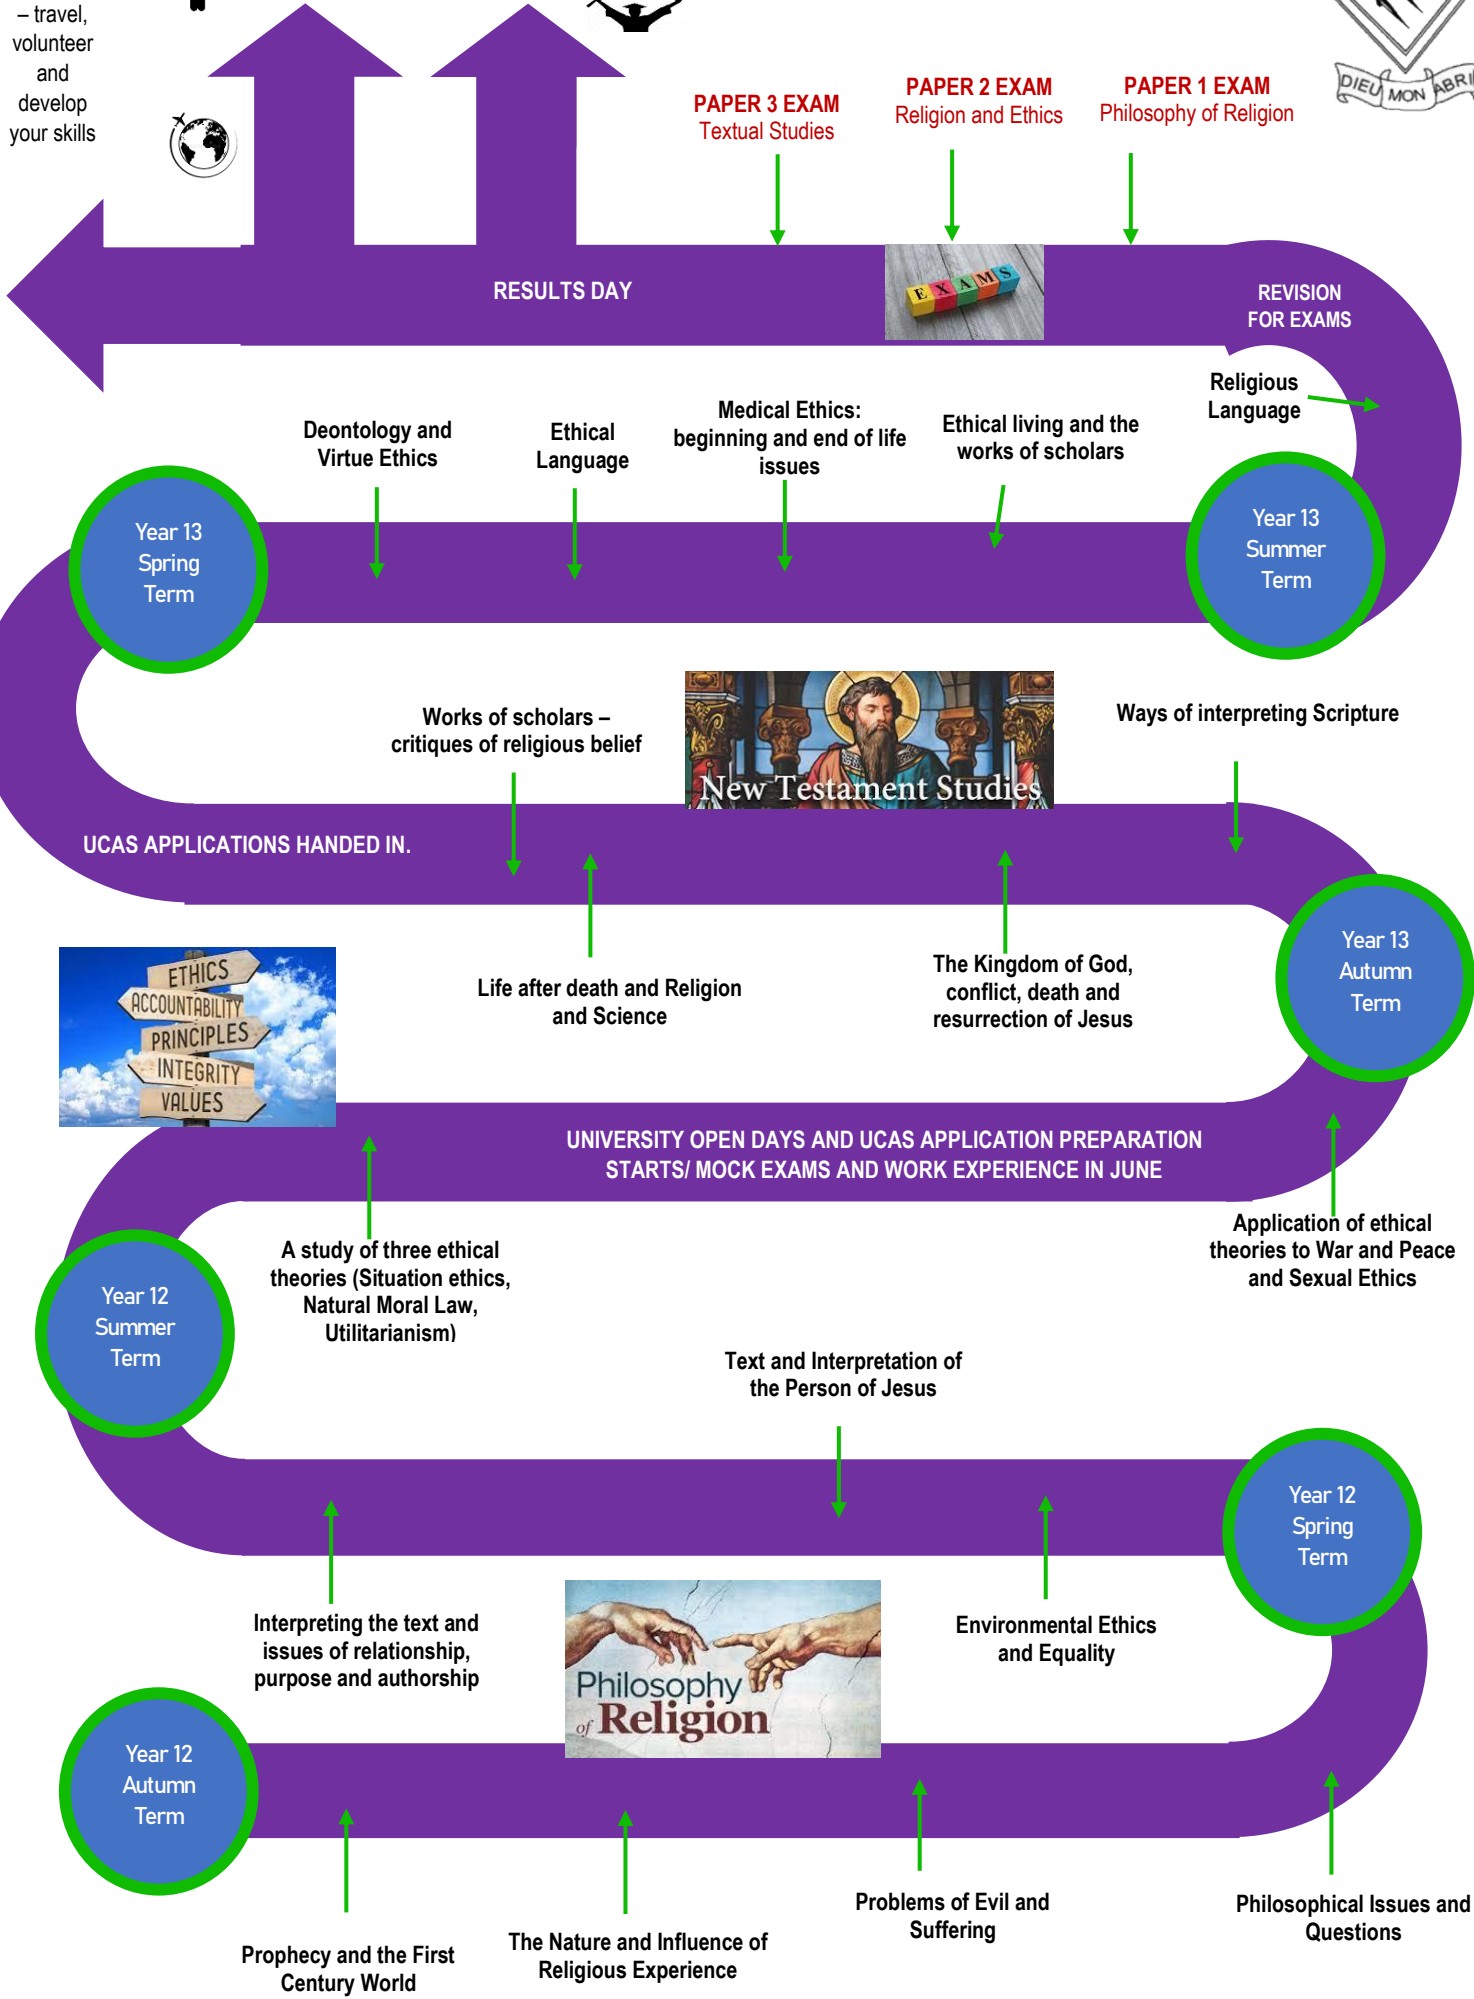 – travel,
volunteer
and
develop
your skills
DIEU MON ABRI
PAPER 3 EXAM
Textual Studies
PAPER 2 EXAM
Religion and Ethics
PAPER 1 EXAM
Philosophy of Religion
RESULTS DAY
EXAMS
REVISION
FOR EXAMS
Religious
Language
Deontology and
Virtue Ethics
Ethical
Language
Medical Ethics:
beginning and end of life
issues
Ethical living and the
works of scholars
Year 13
Spring
Term
Year 13
Summer
Term
Works of scholars –
critiques of religious belief
New Testament Studies
Ways of interpreting Scripture
UCAS APPLICATIONS HANDED IN.
Life after death and Religion
and Science
The Kingdom of God,
conflict, death and
resurrection of Jesus
Year 13
Autumn
Term
ETHICS
ACCOUNTABILITY
PRINCIPLES
INTEGRITY
VALUES
UNIVERSITY OPEN DAYS AND UCAS APPLICATION PREPARATION
STARTS/ MOCK EXAMS AND WORK EXPERIENCE IN JUNE
A study of three ethical
theories (Situation ethics,
Natural Moral Law,
Utilitarianism)
Application of ethical
theories to War and Peace
and Sexual Ethics
Year 12
Summer
Term
Text and Interpretation of
the Person of Jesus
Year 12
Spring
Term
Interpreting the text and
issues of relationship,
purpose and authorship
Philosophy
of Religion
Environmental Ethics
and Equality
Year 12
Autumn
Term
Prophecy and the First
Century World
The Nature and Influence of
Religious Experience
Problems of Evil and
Suffering
Philosophical Issues and
Questions